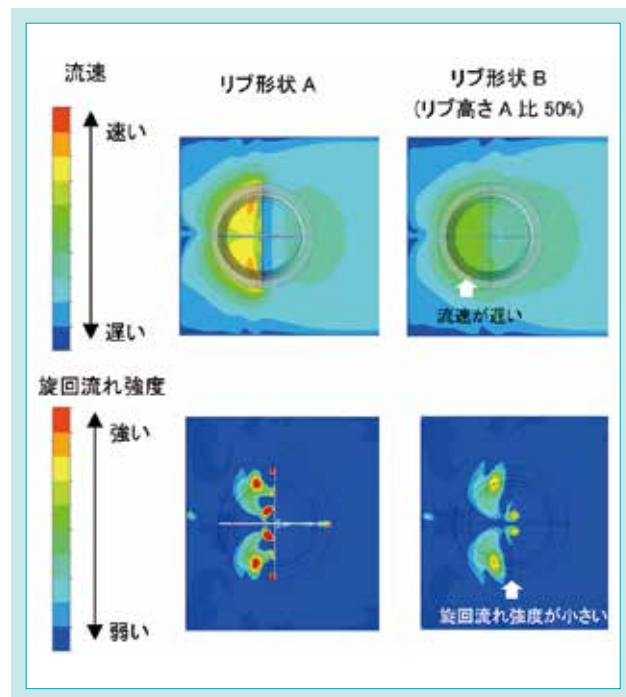 流速
リブ形状 A
リブ形状 B
(リブ高さ A 比 50%)
速い
遅い
流速が遅い
旋回流れ強度
強い
弱い
旋回流れ強度が小さい